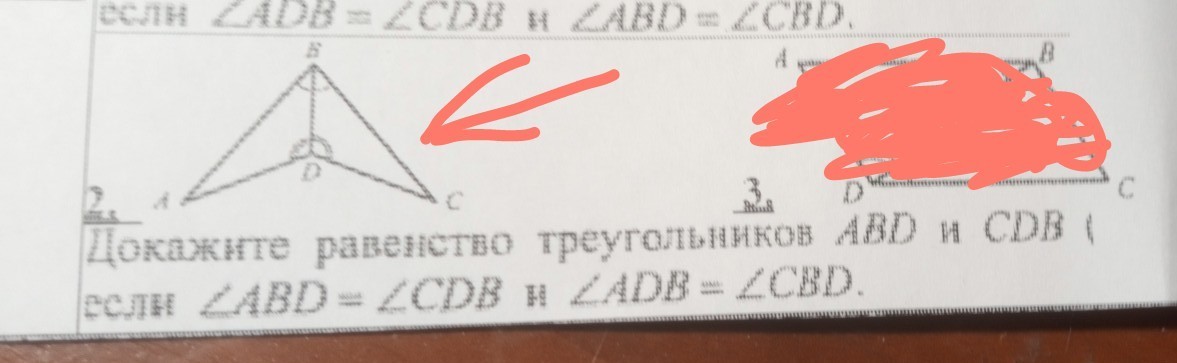 если ∠ADB = ∠CDB и ∠ABD = ∠CBD.
B
A
D
C
2.
A
B
D
C
3.
Докажите равенство треугольников ABD и CDB (
если ∠ABD = ∠CDB и ∠ADB = ∠CBD.